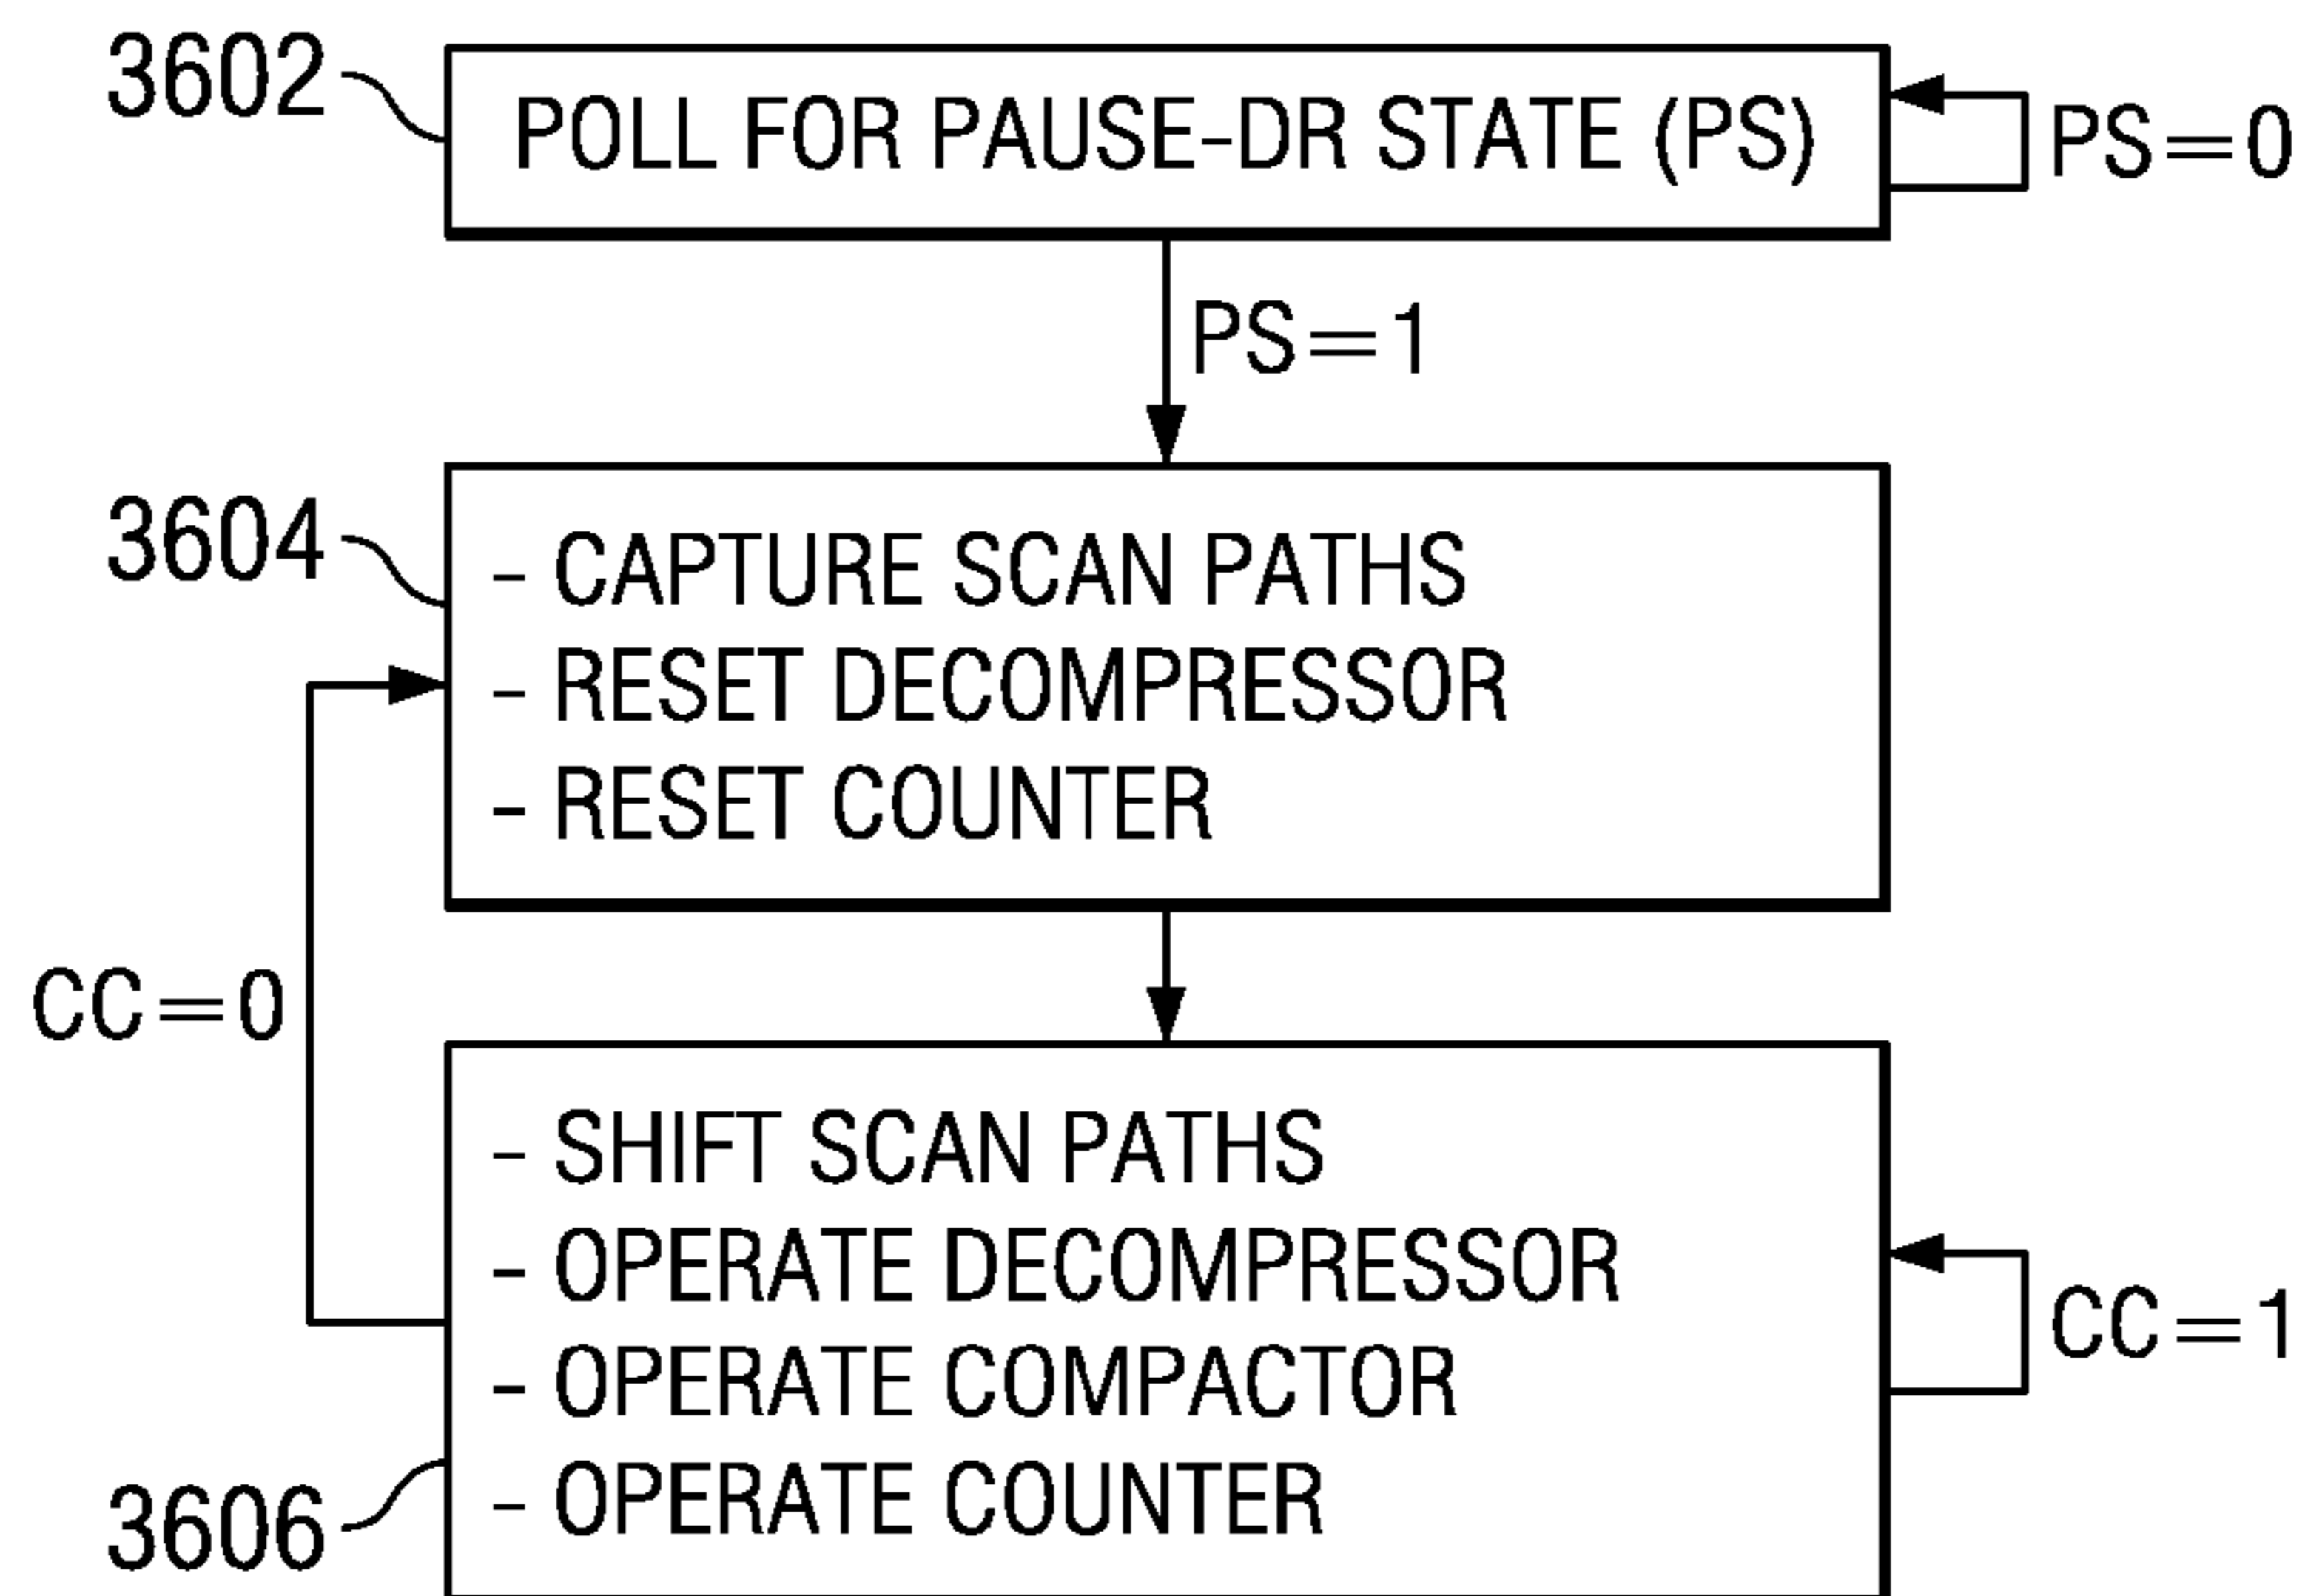 3602
POLL FOR PAUSE-DR STATE (PS)
PS=0
PS=1
3604
- CAPTURE SCAN PATHS
- RESET DECOMPRESSOR
- RESET COUNTER
CC=0
- SHIFT SCAN PATHS
- OPERATE DECOMPRESSOR
- OPERATE COMPACTOR
- OPERATE COUNTER
CC=1
3606